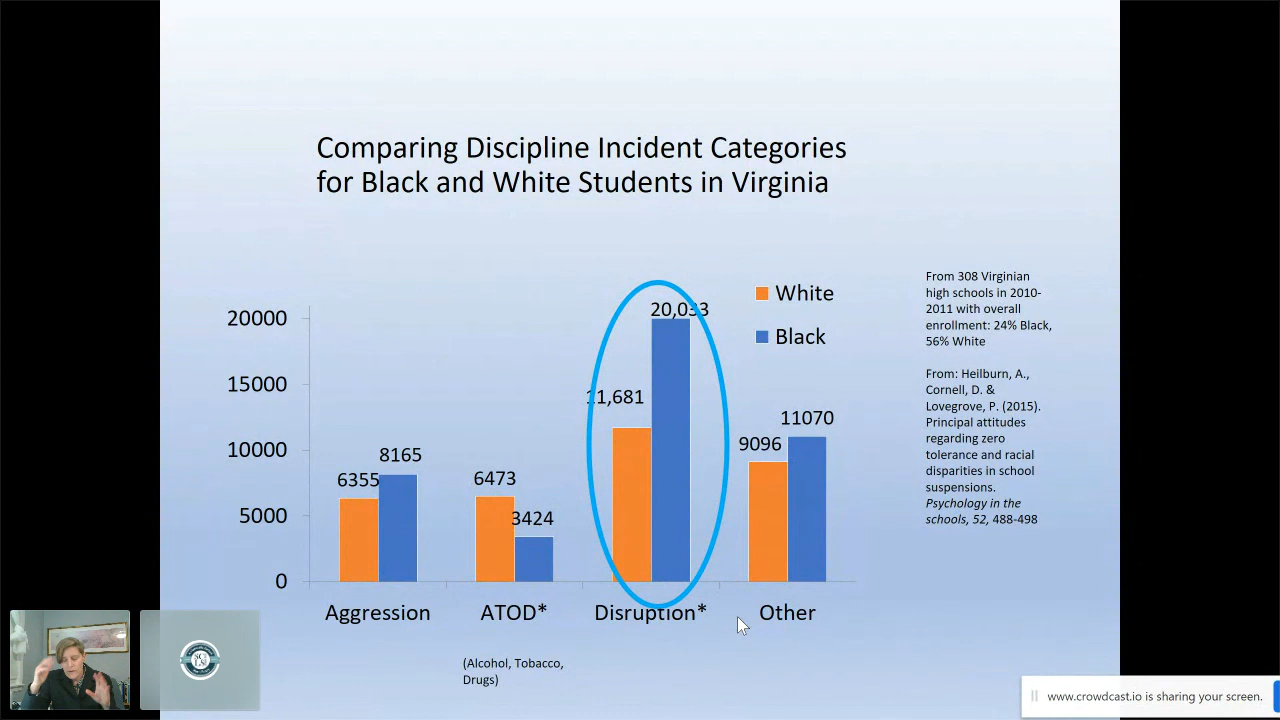 Comparing Discipline Incident Categories
for Black and White Students in Virginia
White
Black
20000
15000
10000
5000
0
6355
8165
6473
3424
11,681
20,033
9096
11070
Aggression
ATOD*
Disruption*
Other
(Alcohol, Tobacco,
Drugs)
From 308 Virginian
high schools in 2010-
2011 with overall
enrollment: 24% Black,
56% White
From: Heilburn, A.,
Cornell, D. &
Lovegrove, P. (2015).
Principal attitudes
regarding zero
tolerance and racial
disparities in school
suspensions.
Psychology in the
schools, 52, 488-498
www.crowdcast.io is sharing your screen.